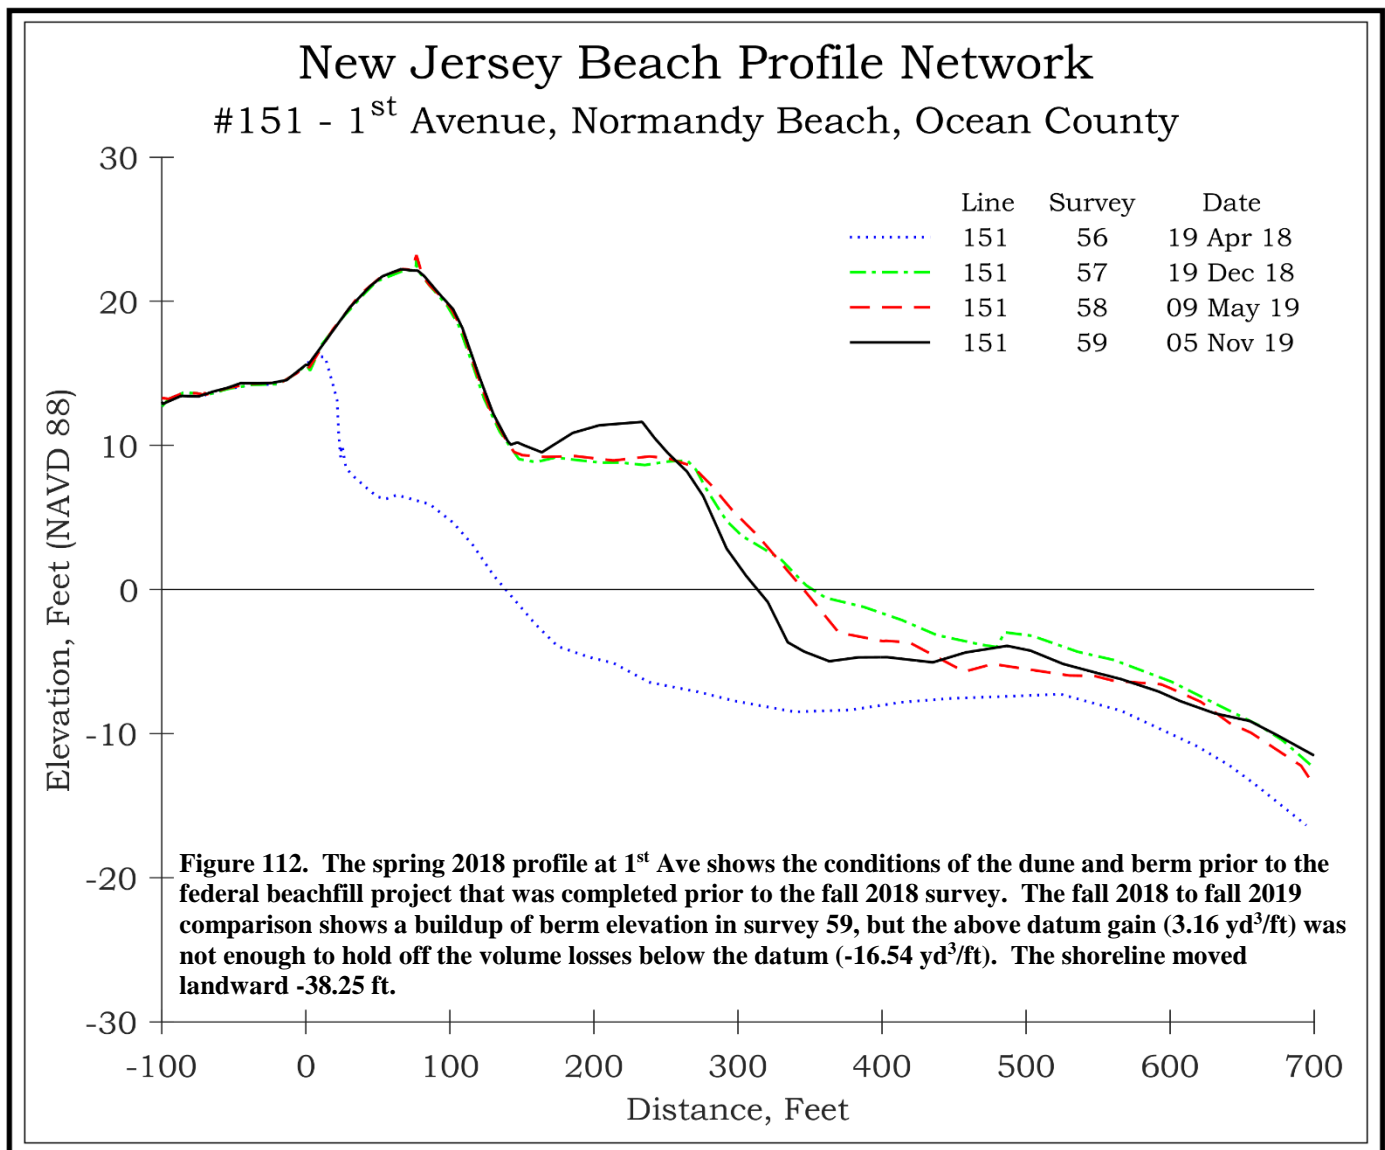 New Jersey Beach Profile Network
#151 - 1st Avenue, Normandy Beach, Ocean County
Line Survey Date
151 56 19 Apr 18
151 57 19 Dec 18
151 58 09 May 19
151 59 05 Nov 19
30
20
10
0
-10
-20
-30
Elevation, Feet (NAVD 88)
Figure 112. The spring 2018 profile at 1st Ave shows the conditions of the dune and berm prior to the
federal beachfill project that was completed prior to the fall 2018 survey. The fall 2018 to fall 2019
comparison shows a buildup of berm elevation in survey 59, but the above datum gain (3.16 yd³/ft) was
not enough to hold off the volume losses below the datum (-16.54 yd³/ft). The shoreline moved
landward -38.25 ft.
-100 0 100 200 300 400 500 600 700
Distance, Feet